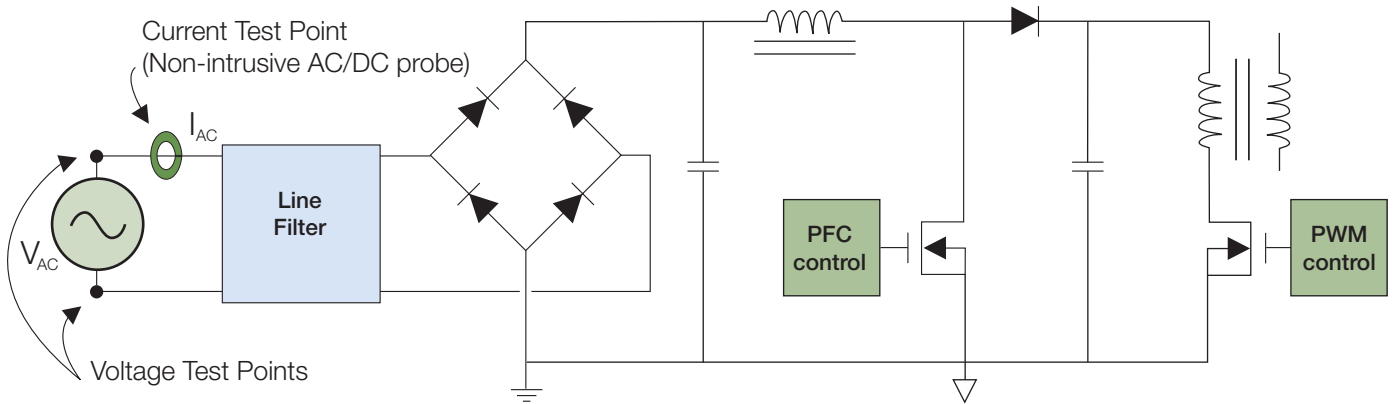 Current Test Point
(Non-intrusive AC/DC probe)
IAC
VAC
Line
Filter
PFC
control
PWM
control
Voltage Test Points